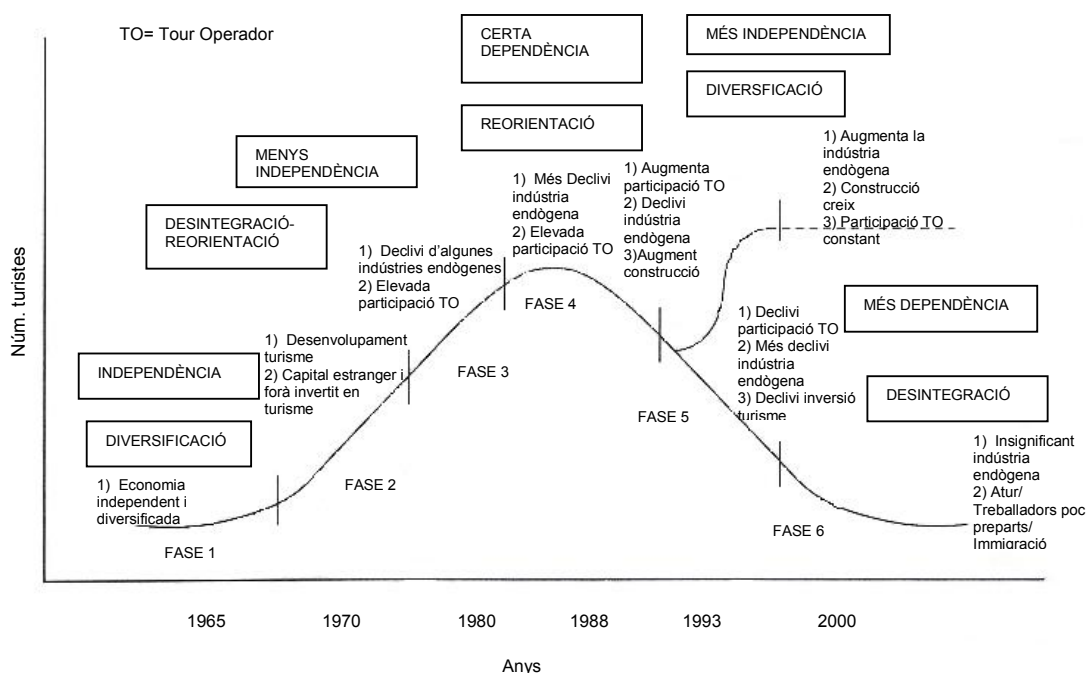 TO= Tour Operador
CERTA
DEPENDÈNCIA
MÉS INDEPENDÈNCIA
DIVERSFICACIÓ
REORIENTACIÓ
MENYS
INDEPENDÈNCIA
DESINTEGRACIÓ-
REORIENTACIÓ
1) Augmenta la
indústria
endògena
2) Construcció
creix
3) Participació TO
constant
1) Augmenta
participació TO
2) Declivi
indústria
endògena
3)Augment
construcció
1) Més Declivi
indústria
endògena
2) Elevada
participació TO
1) Declivi d'algunes
indústries endògenes
2) Elevada
participació TO
FASE 4
MÉS DEPENDÈNCIA
1) Declivi
participació TO
2) Més declivi
indústria
endògena
3) Declivi inversió
turisme
1) Desenvolupament
turisme
2) Capital estranger i
forà invertit en
turisme
INDEPENDÈNCIA
FASE 3
DESINTEGRACIÓ
FASE 5
DIVERSIFICACIÓ
1) Economia
independent i
diversificada
FASE 2
1) Insignificant
indústria
endògena
2) Atur/
Treballadors poc
preparts/
Immigració
FASE 1
FASE 6
Núm. turistes
1965
1970
1980
1988
1993
2000
Anys